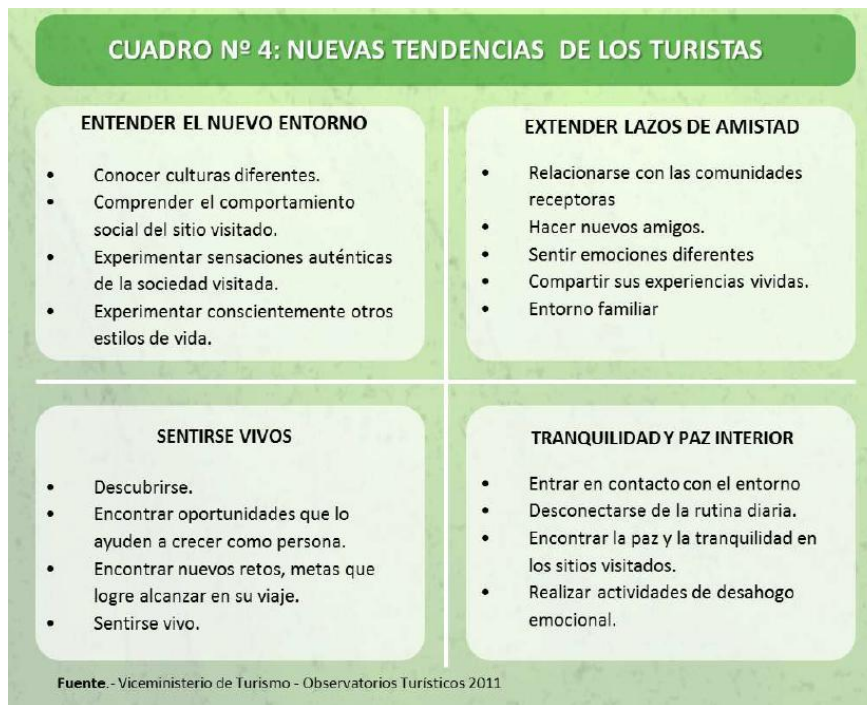 CUADRO Nº 4: NUEVAS TENDENCIAS DE LOS TURISTAS
ENTENDER EL NUEVO ENTORNO
• Conocer culturas diferentes.
• Comprender el comportamiento
social del sitio visitado.
• Experimentar sensaciones auténticas
de la sociedad visitada.
• Experimentar conscientemente otros
estilos de vida.
EXTENDER LAZOS DE AMISTAD
• Relacionarse con las comunidades
receptoras
• Hacer nuevos amigos.
• Sentir emociones diferentes
• Compartir sus experiencias vividas.
• Entorno familiar
SENTIRSE VIVOS
• Descubrirse.
• Encontrar oportunidades que lo
ayuden a crecer como persona.
• Encontrar nuevos retos, metas que
logre alcanzar en su viaje.
• Sentirse vivo.
TRANQUILIDAD Y PAZ INTERIOR
• Entrar en contacto con el entorno
• Desconectarse de la rutina diaria.
• Encontrar la paz y la tranquilidad en
los sitios visitados.
• Realizar actividades de desahogo
emocional.
Fuente.- Viceministerio de Turismo - Observatorios Turísticos 2011